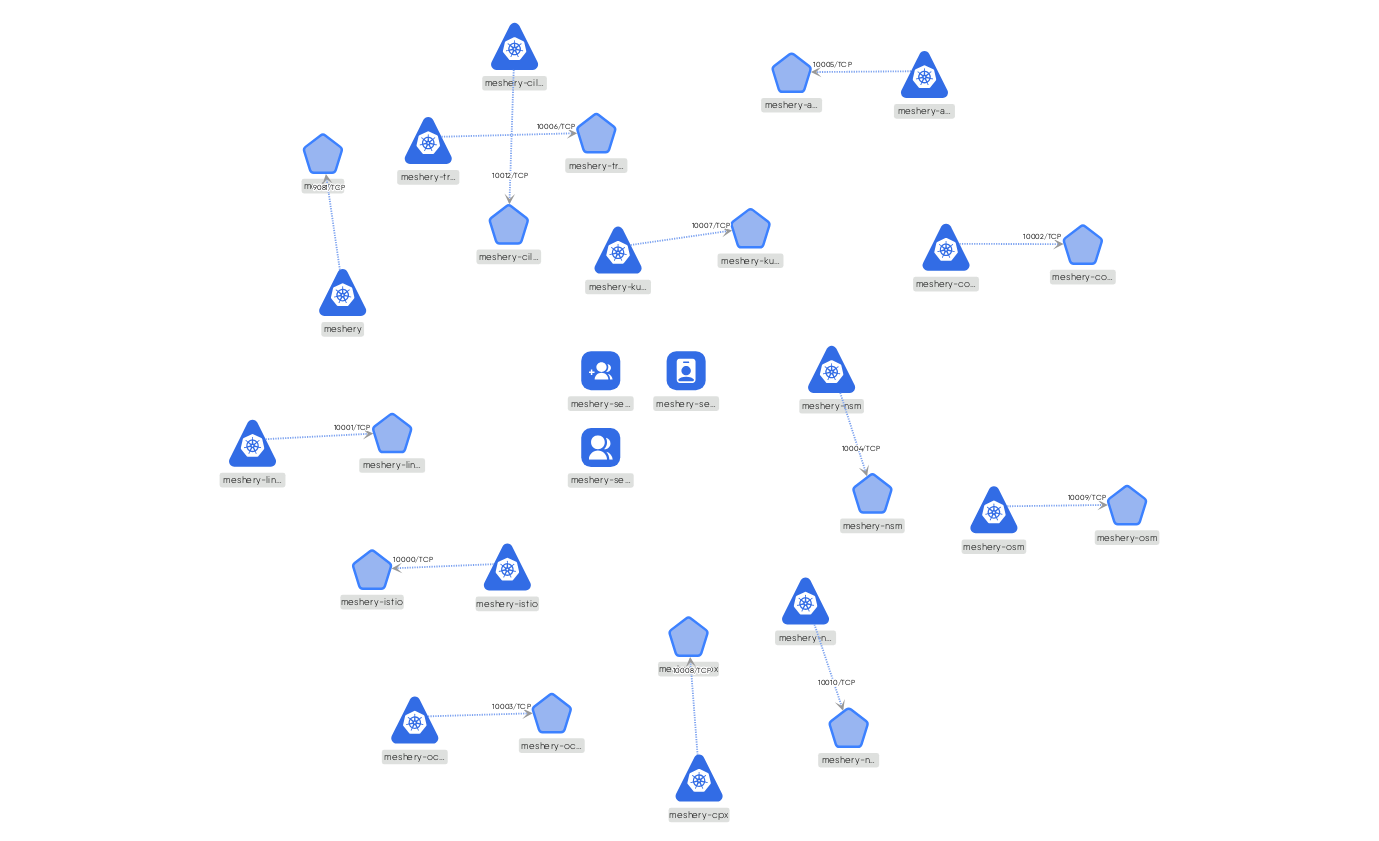 meshery-cil...
10005/TCP
meshery-a...
meshery-a...
10006/TCP
meshery-tr...
meshery-tr...
10012/TCP
9081/TCP
10007/TCP
meshery-cil...
meshery-ku...
meshery-ku...
10002/TCP
meshery-co...
meshery-co...
meshery
meshery-se...
meshery-se...
meshery-nsm
10001/TCP
meshery-lin...
meshery-lin...
meshery-se...
10004/TCP
meshery-nsm
10009/TCP
meshery-osm
meshery-osm
10000/TCP
meshery-istio
meshery-istio
meshery-n...
10008/TCP
10010/TCP
10003/TCP
meshery-oc...
meshery-oc...
meshery-n...
meshery-cpx